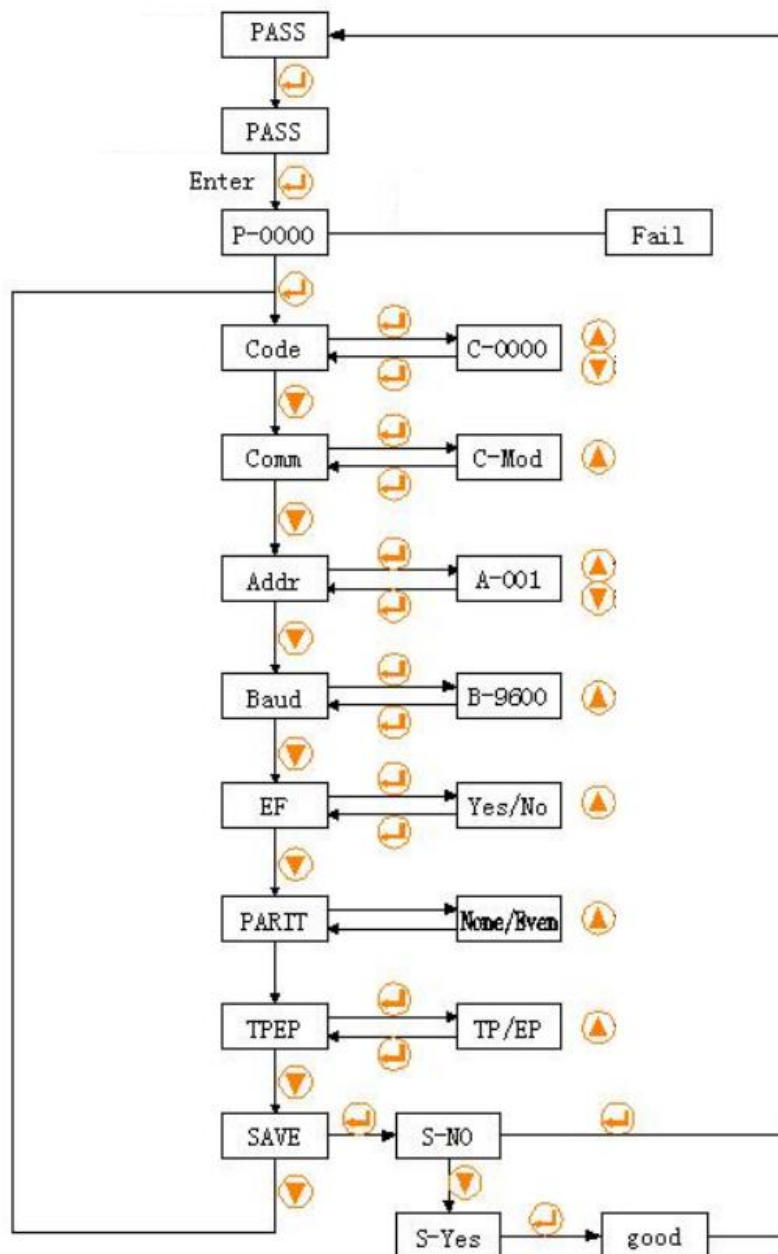 PASS
PASS
Enter
P-0000
Fail
Code
C-0000
Comm
C-Mod
Addr
A-001
Baud
B-9600
EF
Yes/No
PARIT
None/Even
TPEP
TP/EP
SAVE
S-NO
S-Yes
good